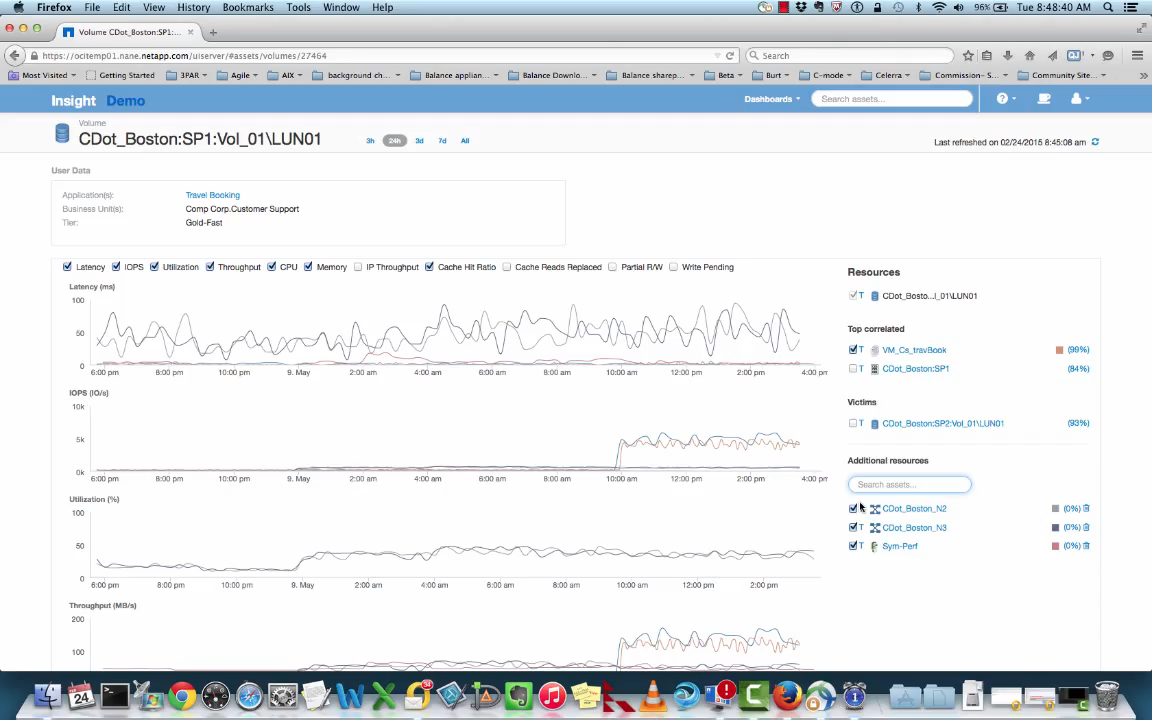 Firefox File Edit View History Bookmarks Tools Window Help 96% Tue 8:48:40 AM
Volume CDot_Boston:SP1:...
https://ocitemp01.nane.netapp.com/uiserver/#assets/volumes/27464 Search
Most Visited Getting Started 3PAR Agile AIX background ch... Balance applian... Balance Downlo... Balance sharep... Beta Burt C-mode Celerra Commission- S... Community Site...
Insight Demo Dashboards Search assets...
Volume
CDot_Boston:SP1:Vol_01\LUN01 3h 24h 3d 7d All
Last refreshed on 02/24/2015 8:45:08 am
User Data
Application(s): Travel Booking
Business Unit(s): Comp Corp.Customer Support
Tier: Gold-Fast
Latency IOPS Utilization Throughput CPU Memory IP Throughput Cache Hit Ratio Cache Reads Replaced Partial R/W Write Pending
Latency (ms)
100
50
0
6:00 pm 8:00 pm 10:00 pm 9. May 2:00 am 4:00 am 6:00 am 8:00 am 10:00 am 12:00 pm 2:00 pm 4:00 pm
IOPS (IO/s)
10k
5k
0k
6:00 pm 8:00 pm 10:00 pm 9. May 2:00 am 4:00 am 6:00 am 8:00 am 10:00 am 12:00 pm 2:00 pm 4:00 pm
Utilization (%)
100
50
0
6:00 pm 8:00 pm 10:00 pm 9. May 2:00 am 4:00 am 6:00 am 8:00 am 10:00 am 12:00 pm 2:00 pm
Throughput (MB/s)
200
100
Resources
T CDot_Bosto...l_01\LUN01
Top correlated
T VM_Cs_travBook (99%)
T CDot_Boston:SP1 (84%)
Victims
T CDot_Boston:SP2:Vol_01\LUN01 (93%)
Additional resources
Search assets...
CDot_Boston_N2 (0%)
T CDot_Boston_N3 (0%)
T Sym-Perf (0%)
FEB
24